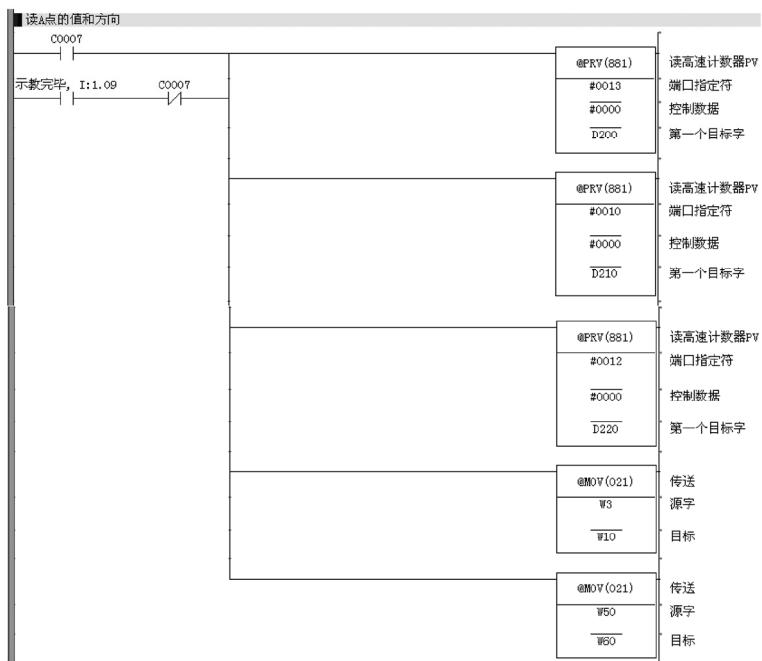 读A点的值和方向
C0007
@PRV(881) 读高速计数器PV
示教完毕, I:1.09 C0007
#0013 端口指定符
#0000 控制数据
D200 第一个目标字
@PRV(881) 读高速计数器PV
#0010 端口指定符
#0000 控制数据
D210 第一个目标字
@PRV(881) 读高速计数器PV
#0012 端口指定符
#0000 控制数据
D220 第一个目标字
@MOV(021) 传送
W3 源字
W10 目标
@MOV(021) 传送
W50 源字
W60 目标